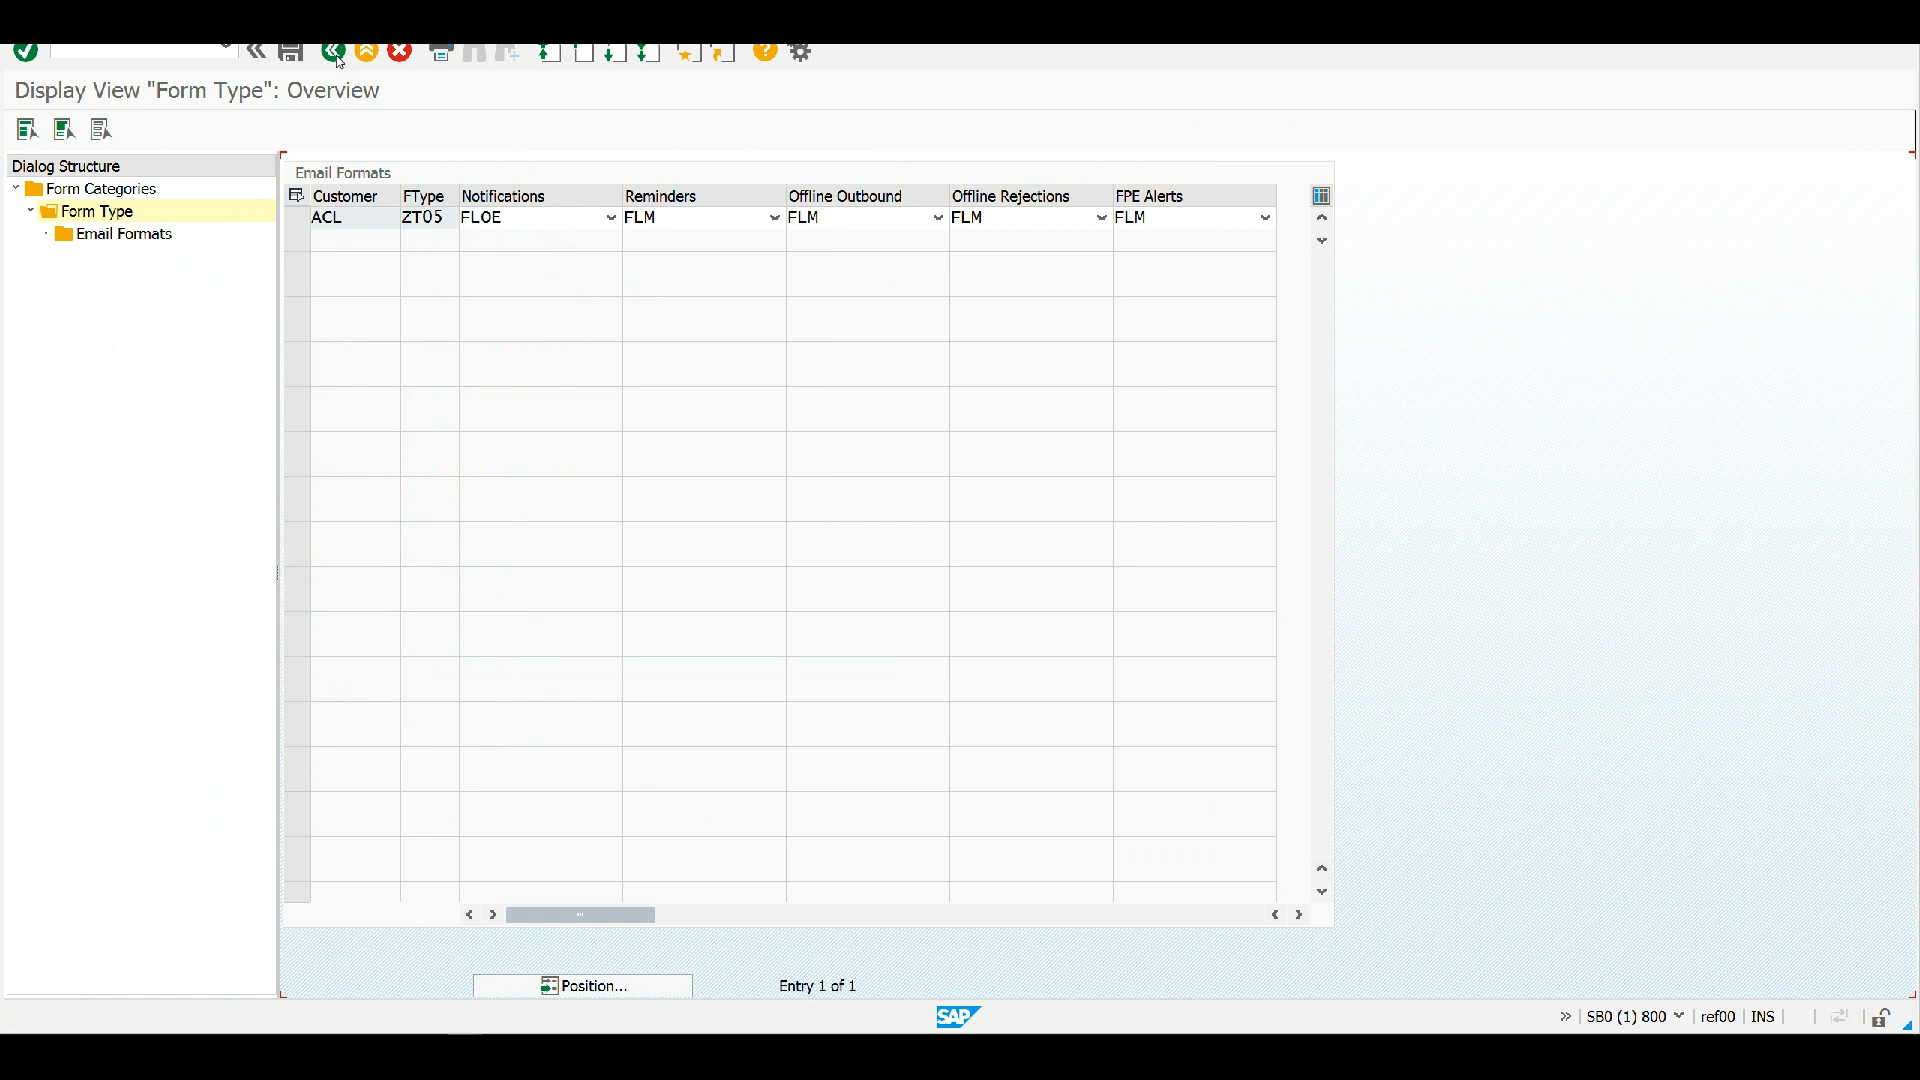 Display View "Form Type": Overview
Dialog Structure
Form Categories
Form Type
Email Formats
Email Formats
Customer FType Notifications Reminders Offline Outbound Offline Rejections FPE Alerts
ACL ZT05 FLOE FLM FLM FLM FLM
Position...
Entry 1 of 1
SAP
SB0 (1) 800 ref00 INS